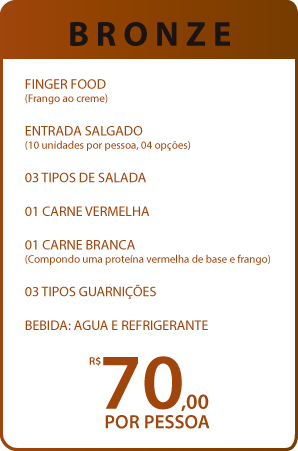 BRONZE
FINGER FOOD
(Frango ao creme)
ENTRADA SALGADO
(10 unidades por pessoa, 04 opções)
03 TIPOS DE SALADA
01 CARNE VERMELHA
01 CARNE BRANCA
(Compondo uma proteína vermelha de base e frango)
03 TIPOS GUARNIÇÕES
BEBIDA: AGUA E REFRIGERANTE
R$ 70,00
POR PESSOA